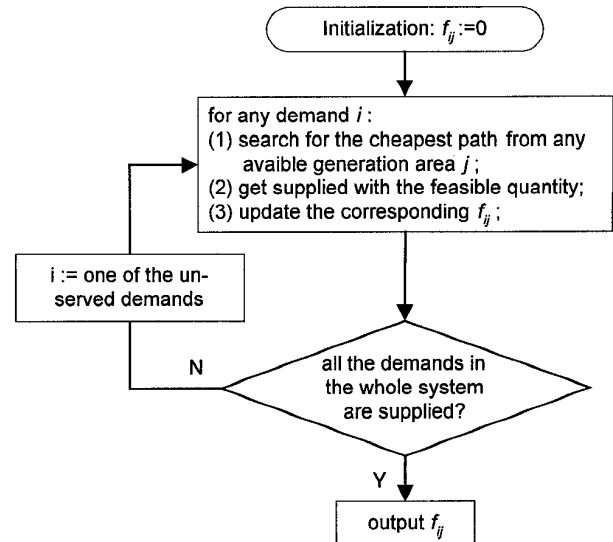 Initialization: f_ij :=0
for any demand i :
(1) search for the cheapest path from any
avaible generation area j ;
(2) get supplied with the feasible quantity;
(3) update the corresponding f_ij ;
i := one of the un-
served demands
N
all the demands in
the whole system
are supplied?
Y
output f_ij